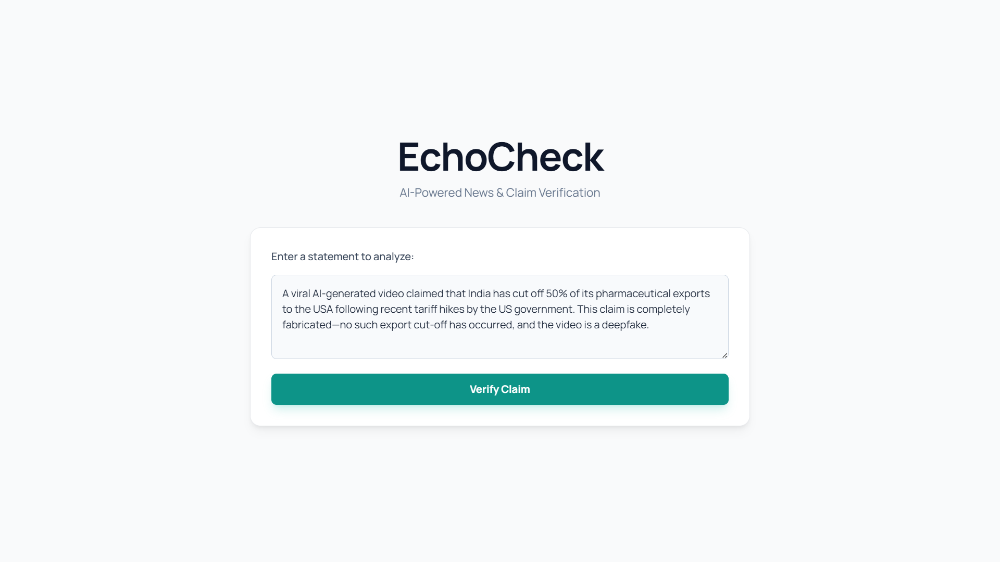 EchoCheck
AI-Powered News & Claim Verification
Enter a statement to analyze:
A viral AI-generated video claimed that India has cut off 50% of its pharmaceutical exports
to the USA following recent tariff hikes by the US government. This claim is completely
fabricated—no such export cut-off has occurred, and the video is a deepfake.
Verify Claim